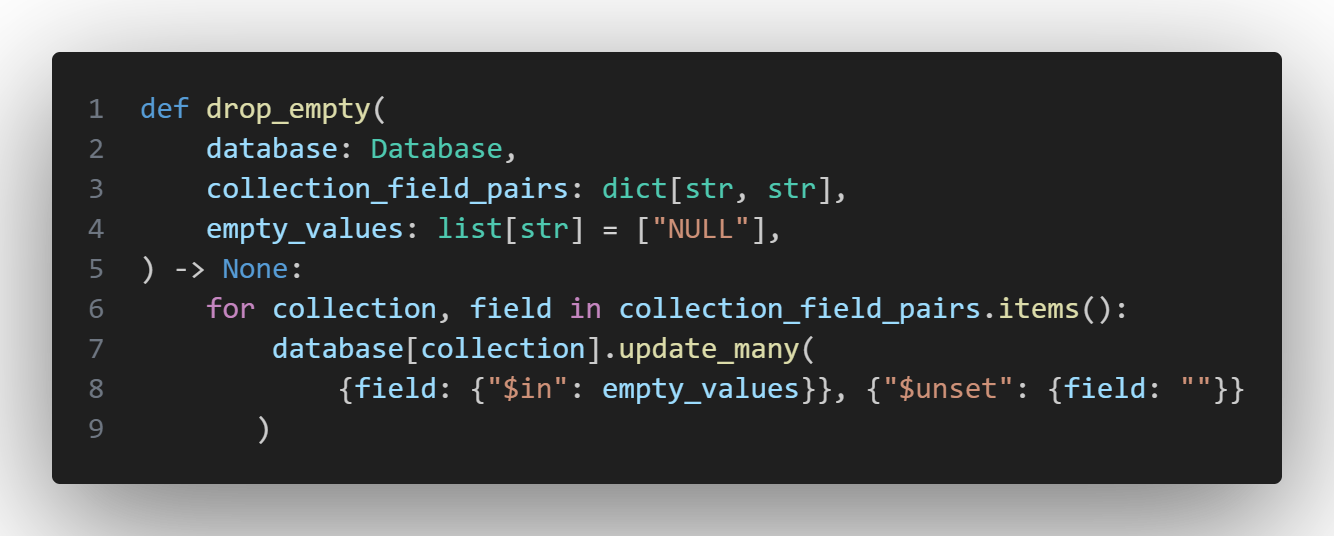 1 def drop_empty(
2     database: Database,
3     collection_field_pairs: dict[str, str],
4     empty_values: list[str] = ["NULL"],
5 ) -> None:
6     for collection, field in collection_field_pairs.items():
7         database[collection].update_many(
8             {field: {"$in": empty_values}}, {"$unset": {field: ""}}
9        )